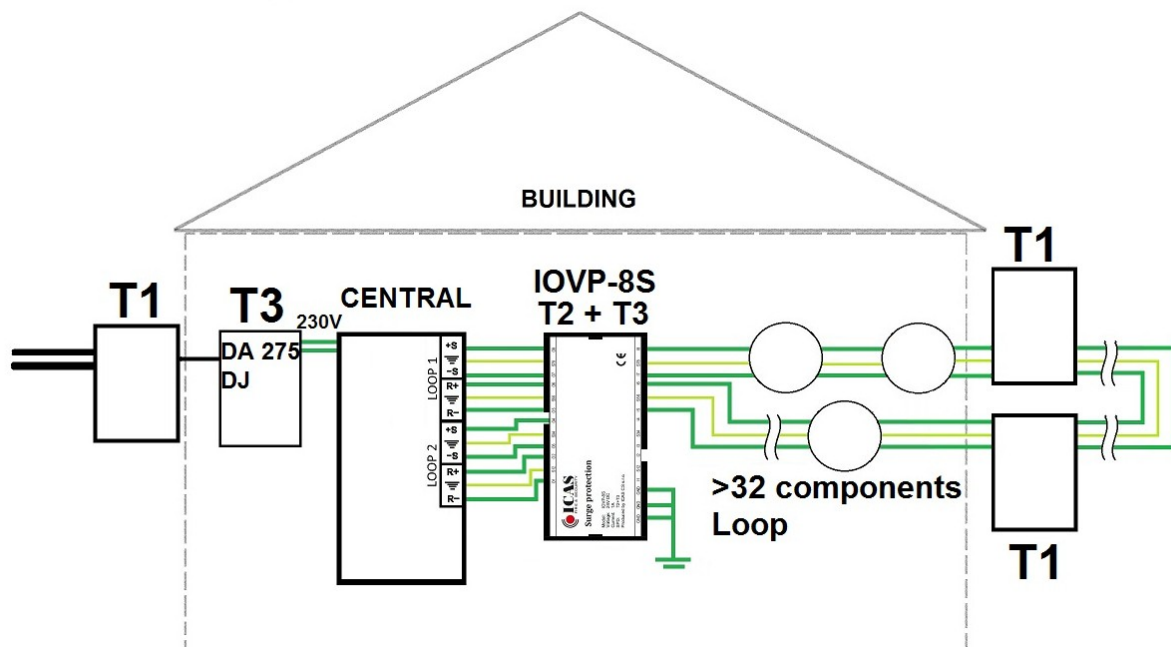 BUILDING
T1
T3
DA 275
DJ
230V
CENTRAL
LOOP 1
+S
-S
R+
R-
LOOP 2
+S
-S
R+
R-
IOVP-8S
T2 + T3
CE
ICAS
Surge protection
T1
>32 components
Loop
T1